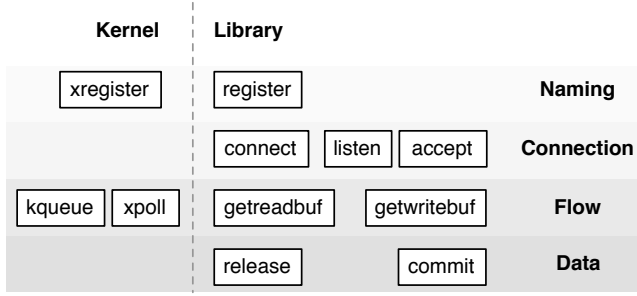 Kernel Library
xregister register Naming
connect listen accept Connection
kqueue xpoll getreadbuf getwritebuf Flow
release commit Data